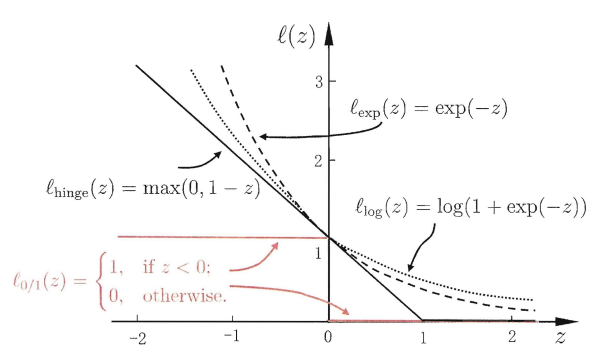 ℓ(z)
3
ℓ_exp(z) = exp(−z)
2
ℓ_hinge(z) = max(0, 1 − z)
ℓ_log(z) = log(1 + exp(−z))
1
ℓ_0/1(z) = { 1, if z < 0;
0, otherwise.
-2 -1 0 1 2 z